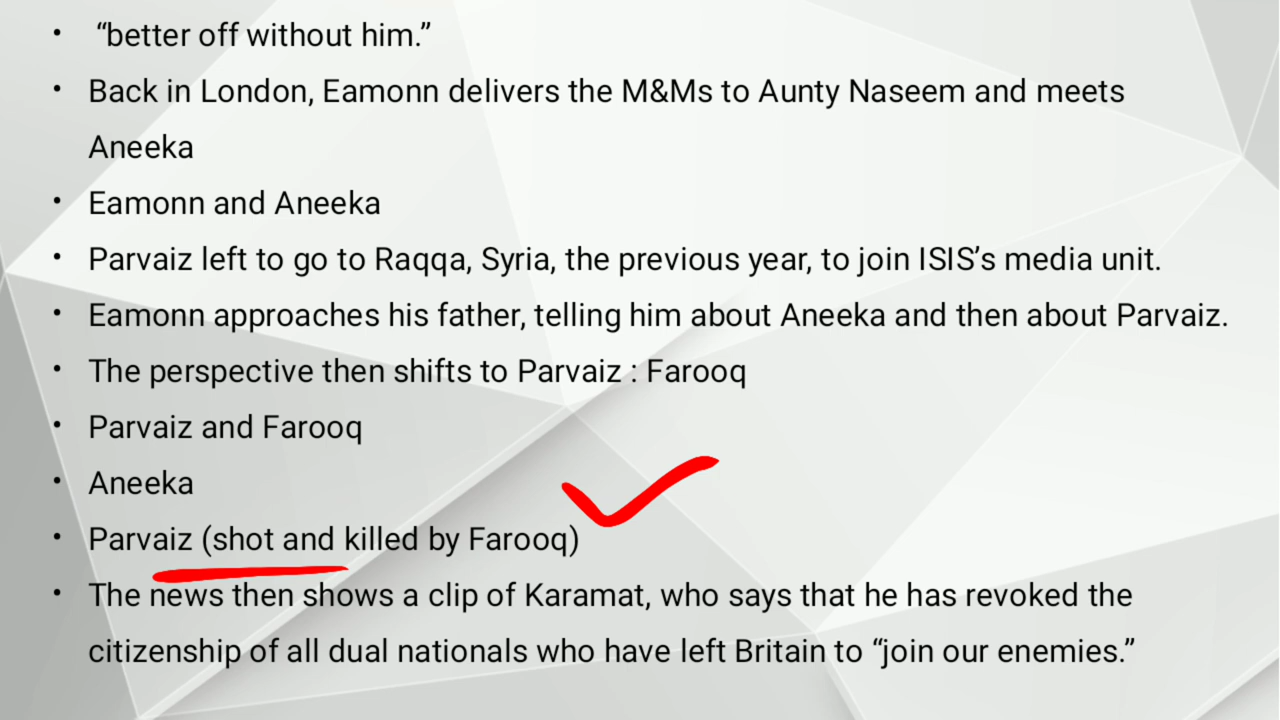 • “better off without him.”
• Back in London, Eamonn delivers the M&Ms to Aunty Naseem and meets
Aneeka
• Eamonn and Aneeka
• Parvaiz left to go to Raqqa, Syria, the previous year, to join ISIS’s media unit.
• Eamonn approaches his father, telling him about Aneeka and then about Parvaiz.
• The perspective then shifts to Parvaiz : Farooq
• Parvaiz and Farooq
• Aneeka
• Parvaiz (shot and killed by Farooq)
• The news then shows a clip of Karamat, who says that he has revoked the
citizenship of all dual nationals who have left Britain to “join our enemies.”